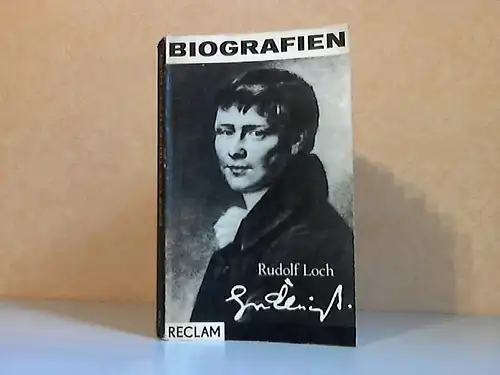 BIOGRAFIEN
Rudolf Loch
RECLAM